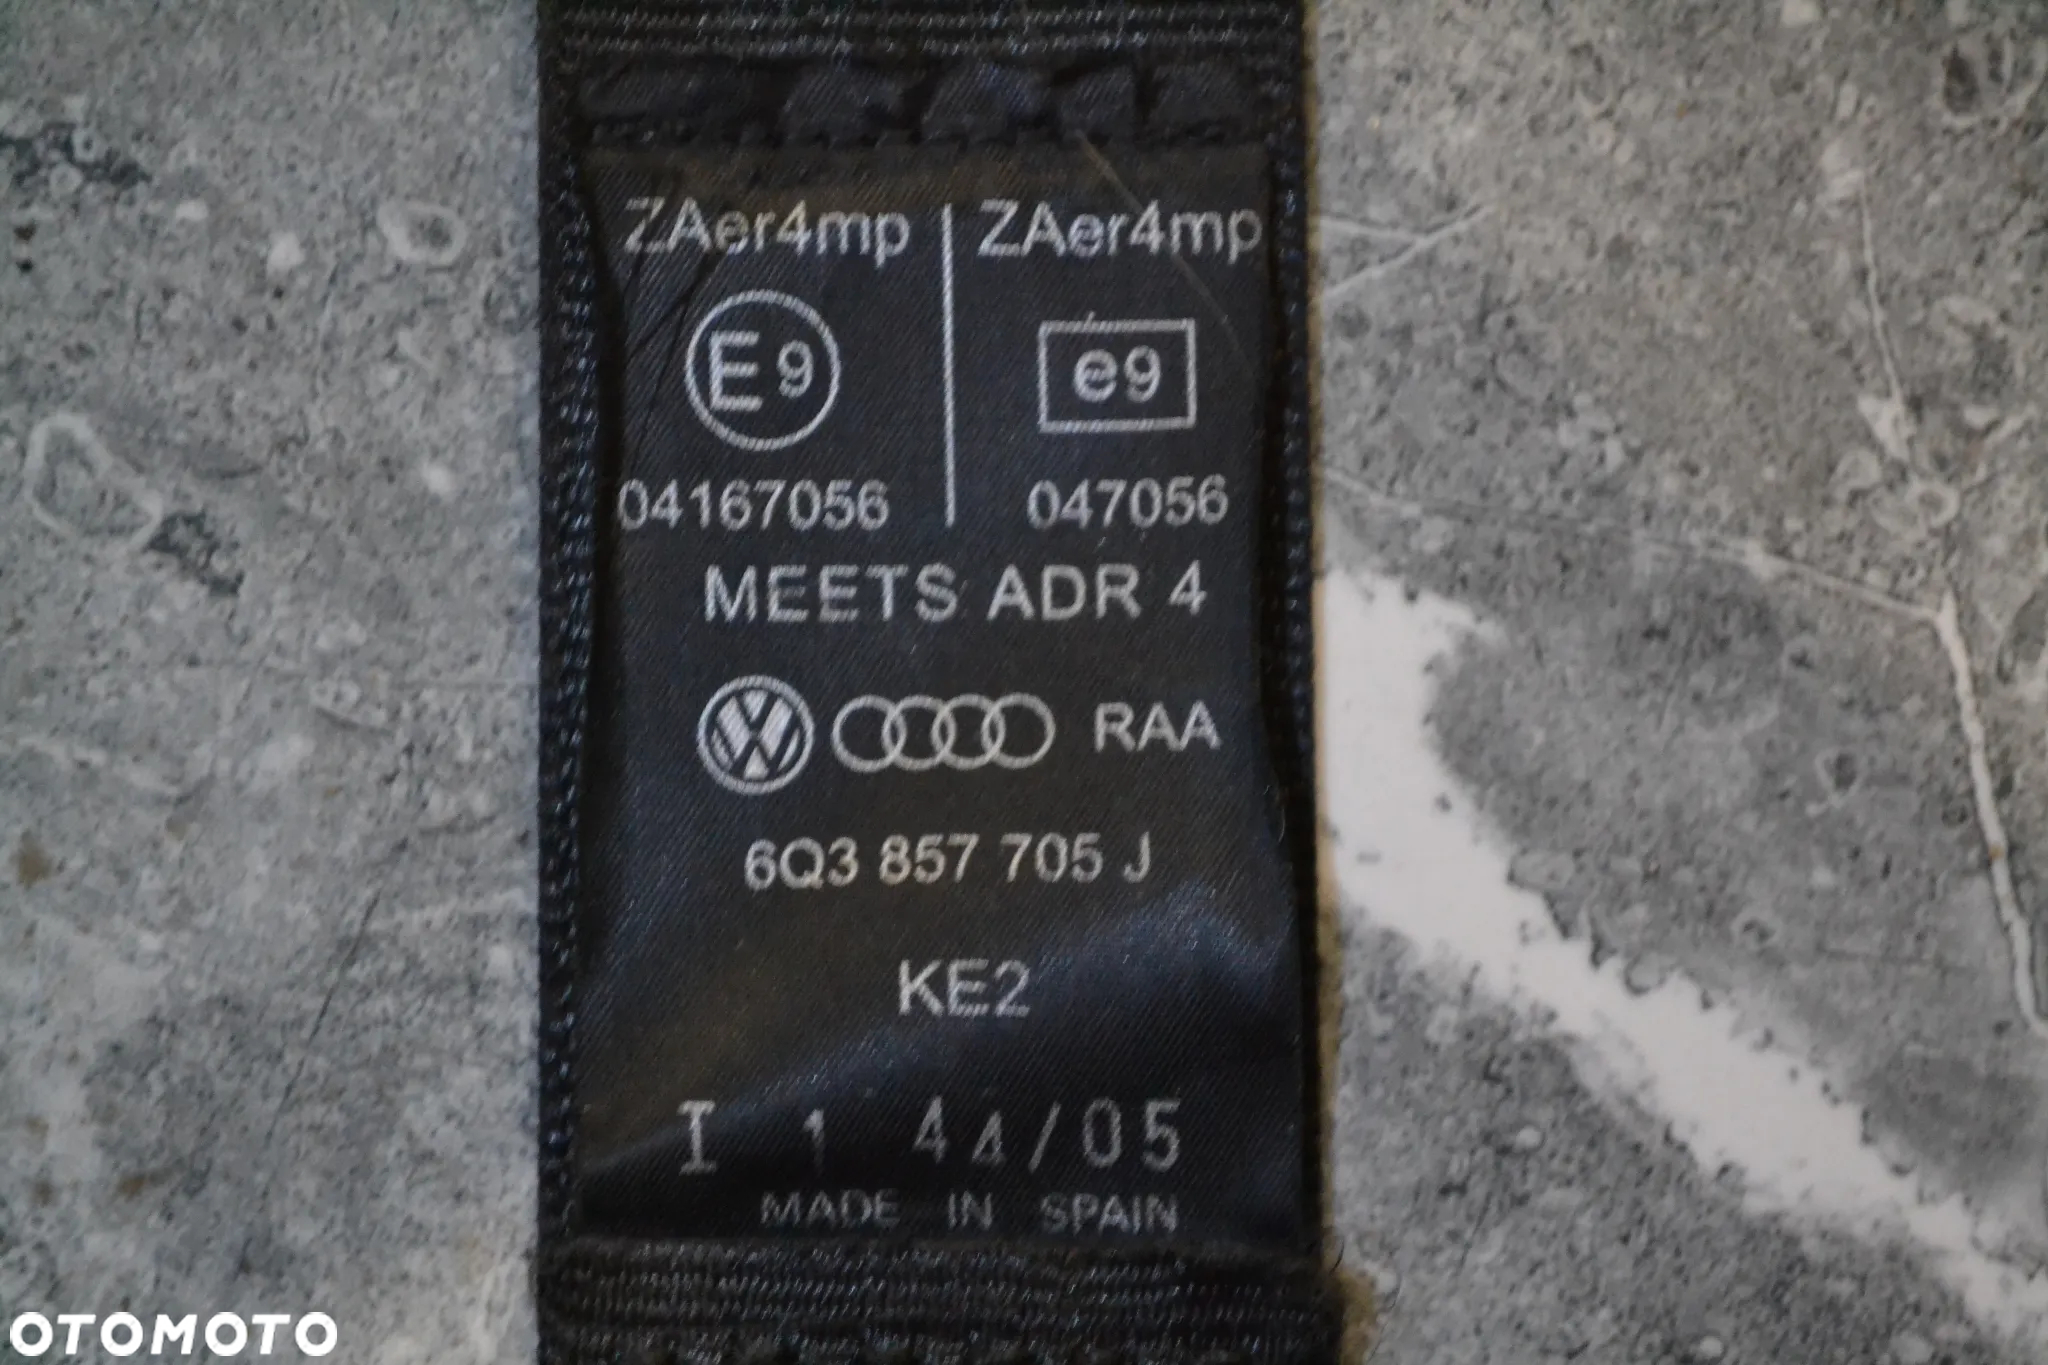 ZAer4mp ZAer4mp
E9 e9
04167056 047056
MEETS ADR 4
RAA
6Q3 857 705 J
KE2
I 1 44/05
MADE IN SPAIN
OTOMOTO